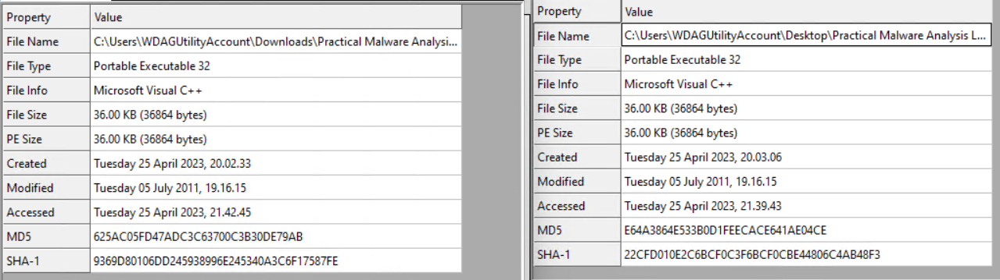 Property Value
File Name C:\Users\WDAGUtilityAccount\Downloads\Practical Malware Analysi...
File Type Portable Executable 32
File Info Microsoft Visual C++
File Size 36.00 KB (36864 bytes)
PE Size 36.00 KB (36864 bytes)
Created Tuesday 25 April 2023, 20.02.33
Modified Tuesday 05 July 2011, 19.16.15
Accessed Tuesday 25 April 2023, 21.42.45
MD5 625AC05FD47ADC3C63700C3B30DE79AB
SHA-1 9369D80106DD245938996E245340A3C6F17587FE
Property Value
File Name C:\Users\WDAGUtilityAccount\Desktop\Practical Malware Analysis L...
File Type Portable Executable 32
File Info Microsoft Visual C++
File Size 36.00 KB (36864 bytes)
PE Size 36.00 KB (36864 bytes)
Created Tuesday 25 April 2023, 20.03.06
Modified Tuesday 05 July 2011, 19.16.15
Accessed Tuesday 25 April 2023, 21.39.43
MD5 E64A3864E533B0D1FEECACE641AE04CE
SHA-1 22CFD010E2C6BCF0C3F6BCF0CBE44806C4AB48F3